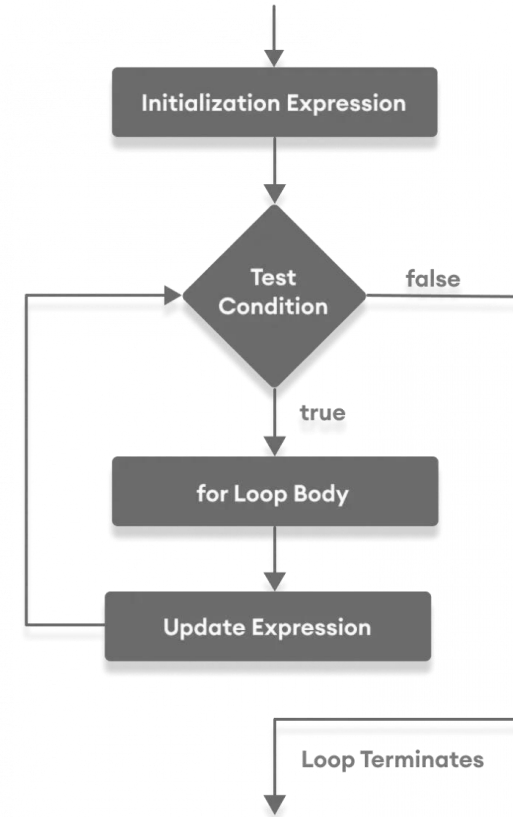 Initialization Expression
Test
Condition
false
true
for Loop Body
Update Expression
Loop Terminates